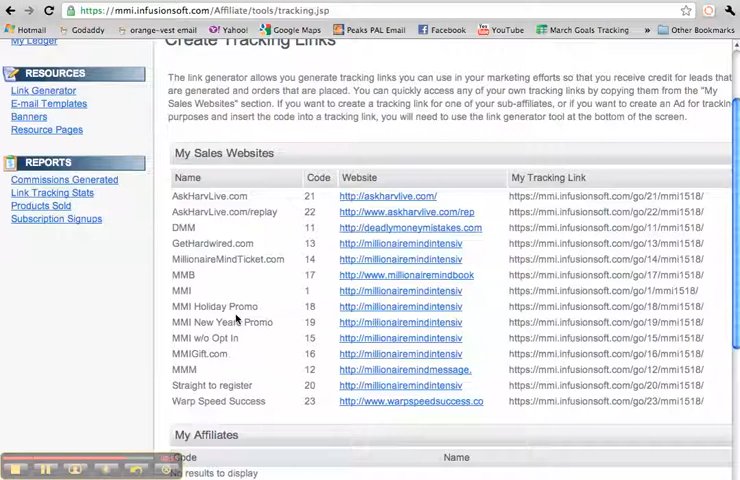 https://mmi.infusionsoft.com/Affiliate/tools/tracking.jsp
Hotmail Godaddy orange-vest email Yahoo! Google Maps Peaks PAL Email Facebook YouTube March Goals Tracking Other Bookmarks
My Ledger
RESOURCES
Link Generator
E-mail Templates
Banners
Resource Pages
REPORTS
Commissions Generated
Link Tracking Stats
Products Sold
Subscription Signups
Create Tracking Links
The link generator allows you generate tracking links you can use in your marketing efforts so that you receive credit for leads that
are generated and orders that are placed. You can quickly access any of your own tracking links by copying them from the "My
Sales Websites" section. If you want to create a tracking link for one of your sub-affiliates, or if you want to create an Ad for trackin
purposes and insert the code into a tracking link, you will need to use the link generator tool at the bottom of the screen.
My Sales Websites
Name Code Website My Tracking Link
AskHarvLive.com 21 http://askharvlive.com/ https://mmi.infusionsoft.com/go/21/mmi1518/
AskHarvLive.com/replay 22 http://www.askharvlive.com/rep https://mmi.infusionsoft.com/go/22/mmi1518/
DMM 11 http://deadlymoneymistakes.com https://mmi.infusionsoft.com/go/11/mmi1518/
GetHardwired.com 13 http://millionairemindintensiv https://mmi.infusionsoft.com/go/13/mmi1518/
MillionaireMindTicket.com 14 http://millionairemindintensiv https://mmi.infusionsoft.com/go/14/mmi1518/
MMB 17 http://www.millionairemindbook https://mmi.infusionsoft.com/go/17/mmi1518/
MMI 1 http://millionairemindintensiv https://mmi.infusionsoft.com/go/1/mmi1518/
MMI Holiday Promo 18 http://millionairemindintensiv https://mmi.infusionsoft.com/go/18/mmi1518/
MMI New Years Promo 19 http://millionairemindintensiv https://mmi.infusionsoft.com/go/19/mmi1518/
MMI w/o Opt In 15 http://millionairemindintensiv https://mmi.infusionsoft.com/go/15/mmi1518/
MMIGift.com 16 http://millionairemindintensiv https://mmi.infusionsoft.com/go/16/mmi1518/
MMM 12 http://millionairemindmessage. https://mmi.infusionsoft.com/go/12/mmi1518/
Straight to register 20 http://millionairemindintensiv https://mmi.infusionsoft.com/go/20/mmi1518/
Warp Speed Success 23 http://www.warpspeedsuccess.co https://mmi.infusionsoft.com/go/23/mmi1518/
My Affiliates
Code Name
No results to display